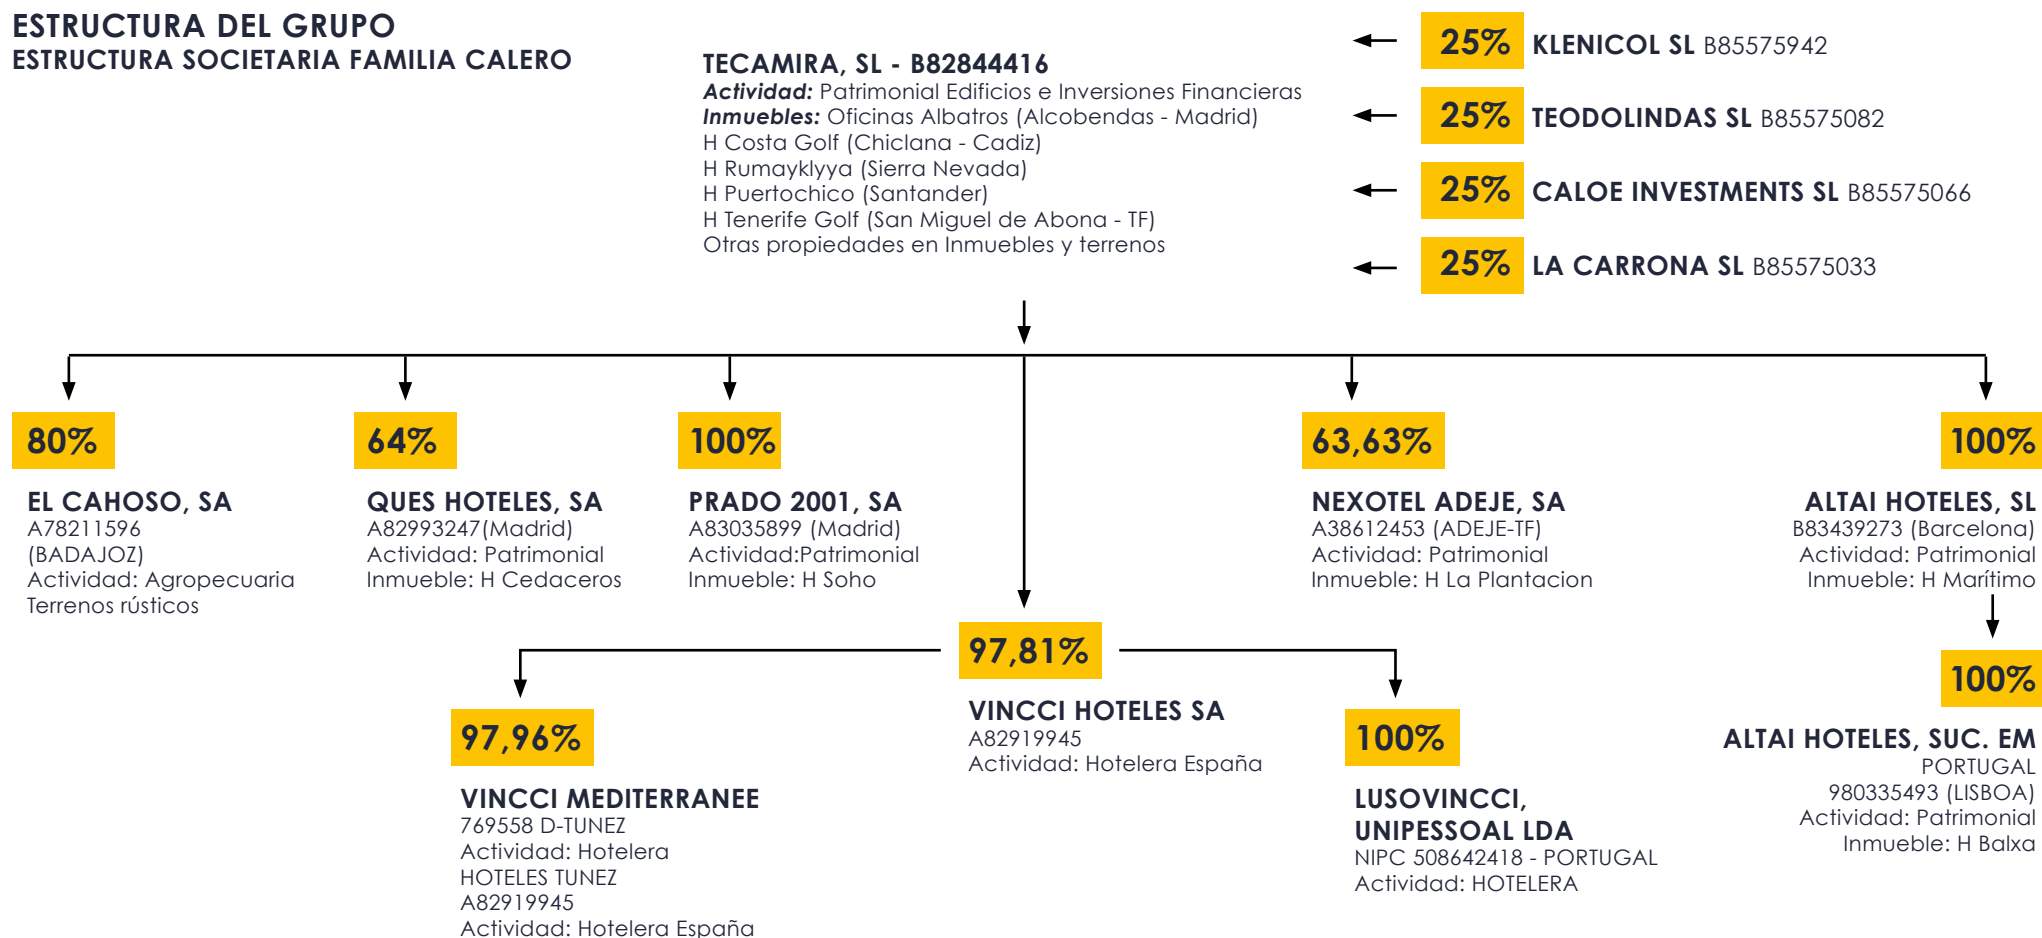 ESTRUCTURA DEL GRUPO
ESTRUCTURA SOCIETARIA FAMILIA CALERO
TECAMIRA, SL - B82844416
Actividad: Patrimonial Edificios e Inversiones Financieras
Inmuebles: Oficinas Albatros (Alcobendas - Madrid)
H Costa Golf (Chiclana - Cadiz)
H Rumayklyya (Sierra Nevada)
H Puertochico (Santander)
H Tenerife Golf (San Miguel de Abona - TF)
Otras propiedades en Inmuebles y terrenos
25% KLENICOL SL B85575942
25% TEODOLINDAS SL B85575082
25% CALOE INVESTMENTS SL B85575066
25% LA CARRONA SL B85575033
80%
EL CAHOSO, SA
A78211596
(BADAJOZ)
Actividad: Agropecuaria
Terrenos rústicos
64%
QUES HOTELES, SA
A82993247(Madrid)
Actividad: Patrimonial
Inmueble: H Cedaceros
100%
PRADO 2001, SA
A83035899 (Madrid)
Actividad:Patrimonial
Inmueble: H Soho
63,63%
NEXOTEL ADEJE, SA
A38612453 (ADEJE-TF)
Actividad: Patrimonial
Inmueble: H La Plantacion
100%
ALTAI HOTELES, SL
B83439273 (Barcelona)
Actividad: Patrimonial
Inmueble: H Marítimo
97,81%
VINCCI HOTELES SA
A82919945
Actividad: Hotelera España
97,96%
VINCCI MEDITERRANEE
769558 D-TUNEZ
Actividad: Hotelera
HOTELES TUNEZ
A82919945
Actividad: Hotelera España
100%
LUSOVINCCI,
UNIPESSOAL LDA
NIPC 508642418 - PORTUGAL
Actividad: HOTELERA
100%
ALTAI HOTELES, SUC. EM
PORTUGAL
980335493 (LISBOA)
Actividad: Patrimonial
Inmueble: H Balxa